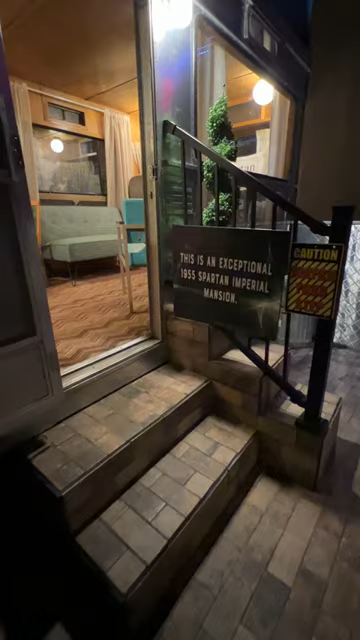 THIS IS AN EXCEPTIONAL
1955 SPARTAN IMPERIAL
MANSION.
CAUTION